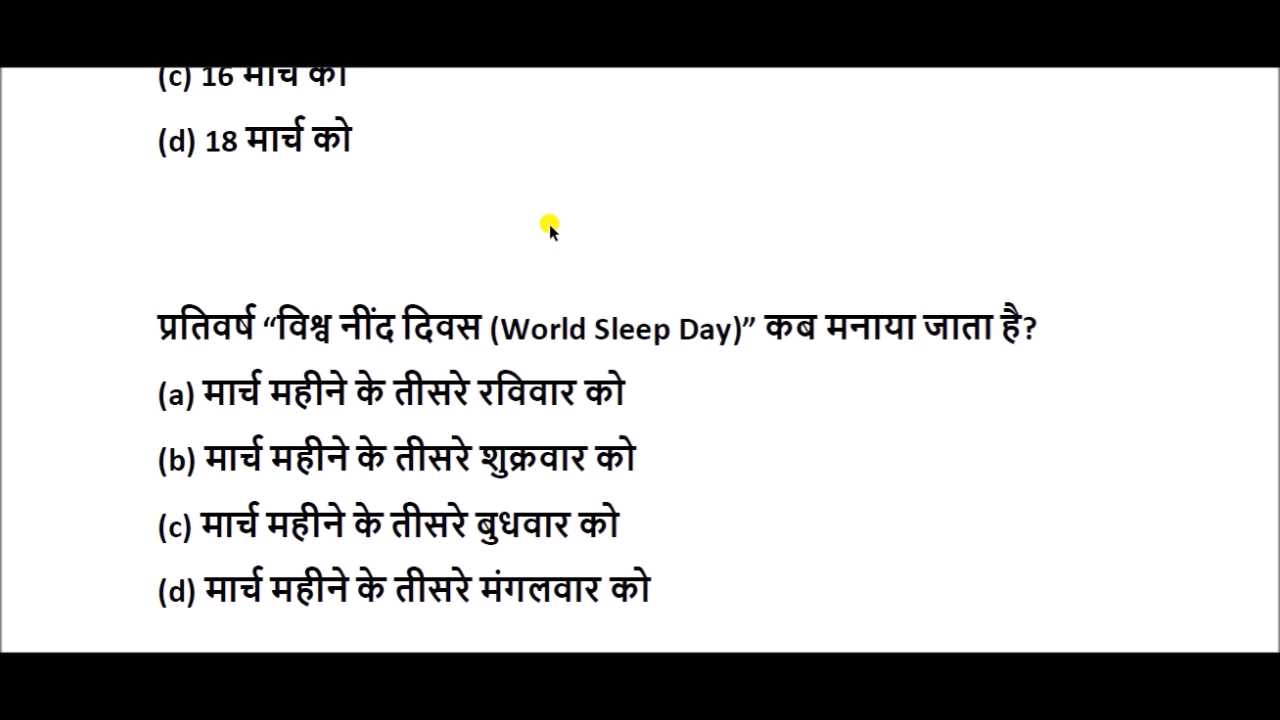 (c) 16 मार्च को
(d) 18 मार्च को
प्रतिवर्ष “विश्व नींद दिवस (World Sleep Day)” कब मनाया जाता है?
(a) मार्च महीने के तीसरे रविवार को
(b) मार्च महीने के तीसरे शुक्रवार को
(c) मार्च महीने के तीसरे बुधवार को
(d) मार्च महीने के तीसरे मंगलवार को